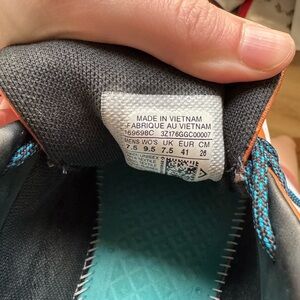 MADE IN VIETNAM
FABRIQUE AU VIETNAM
169698C 3Z176GGC00007
MENS WO'S UK EUR CM
7.5 9.5 7.5 41 26